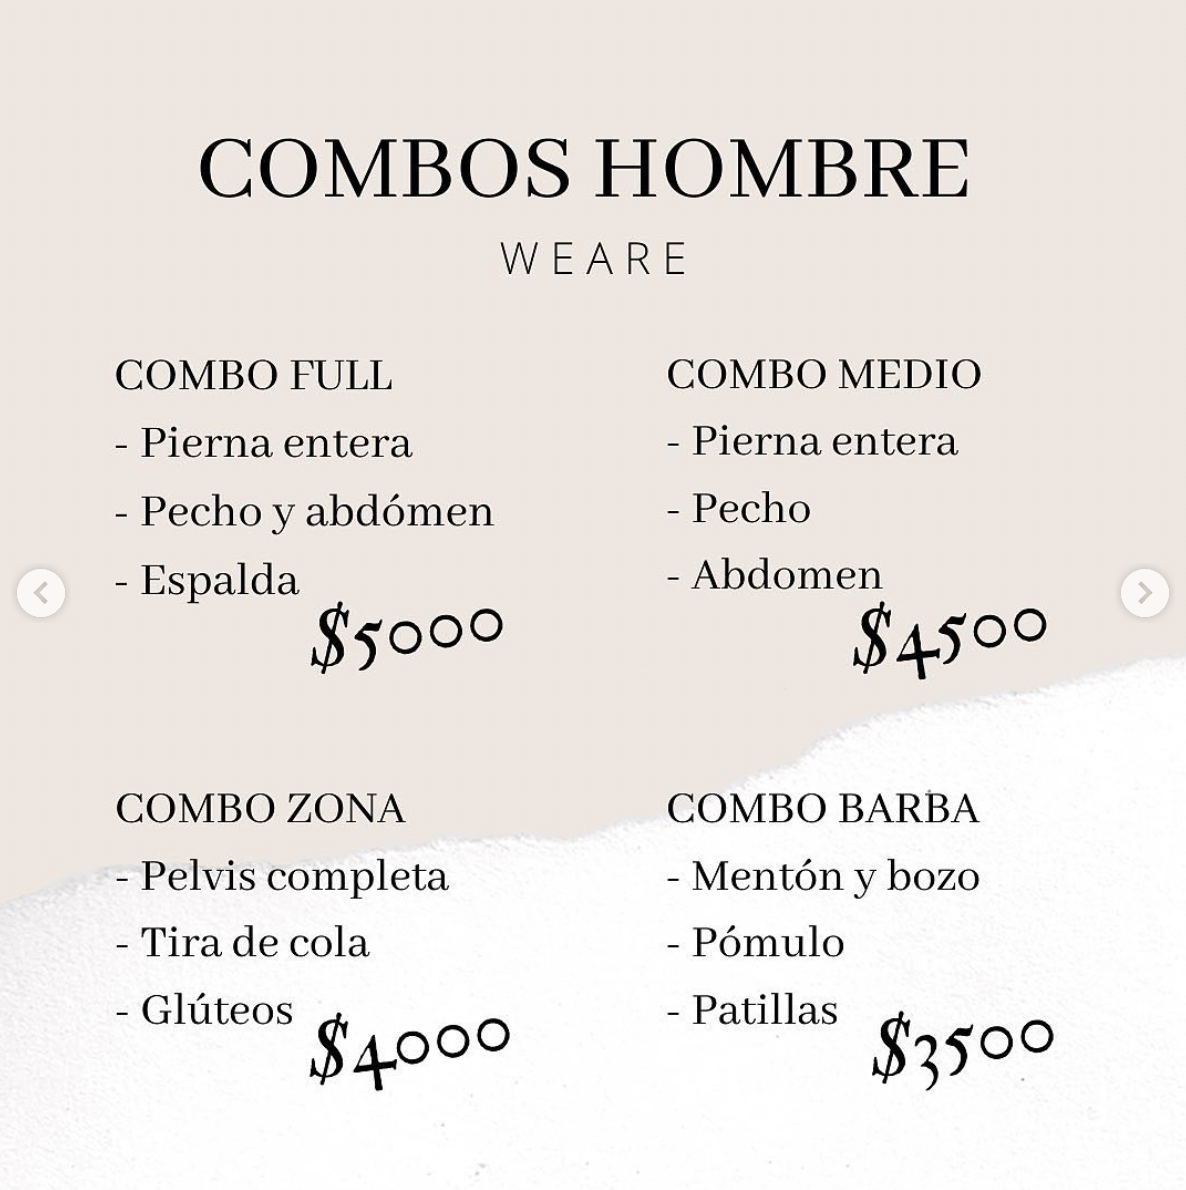 COMBOS HOMBRE
WEARE
COMBO FULL
- Pierna entera
- Pecho y abdómen
- Espalda
$5000
COMBO MEDIO
- Pierna entera
- Pecho
- Abdomen
$4500
COMBO ZONA
- Pelvis completa
- Tira de cola
- Glúteos
$4000
COMBO BARBA
- Mentón y bozo
- Pómulo
- Patillas
$3500